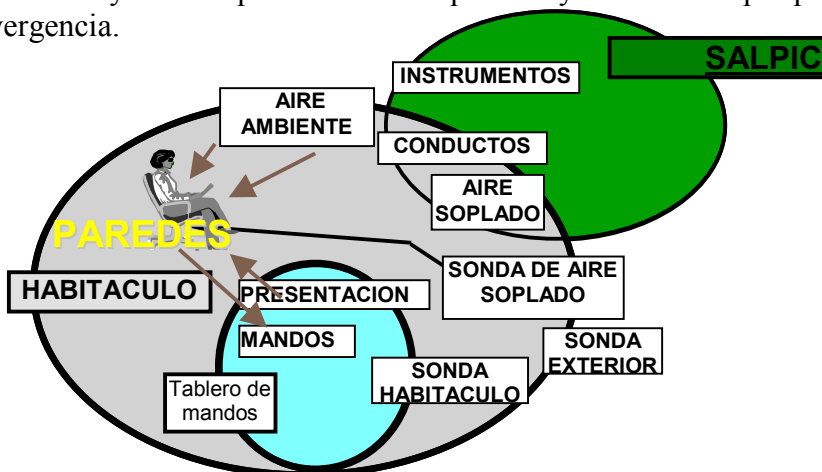 vergencia.
SALPIC
INSTRUMENTOS
AIRE
AMBIENTE
CONDUCTOS
AIRE
SOPLADO
PAREDES
SONDA DE AIRE
SOPLADO
HABITACULO
PRESENTACION
MANDOS
SONDA
EXTERIOR
SONDA
HABITACULO
Tablero de
mandos